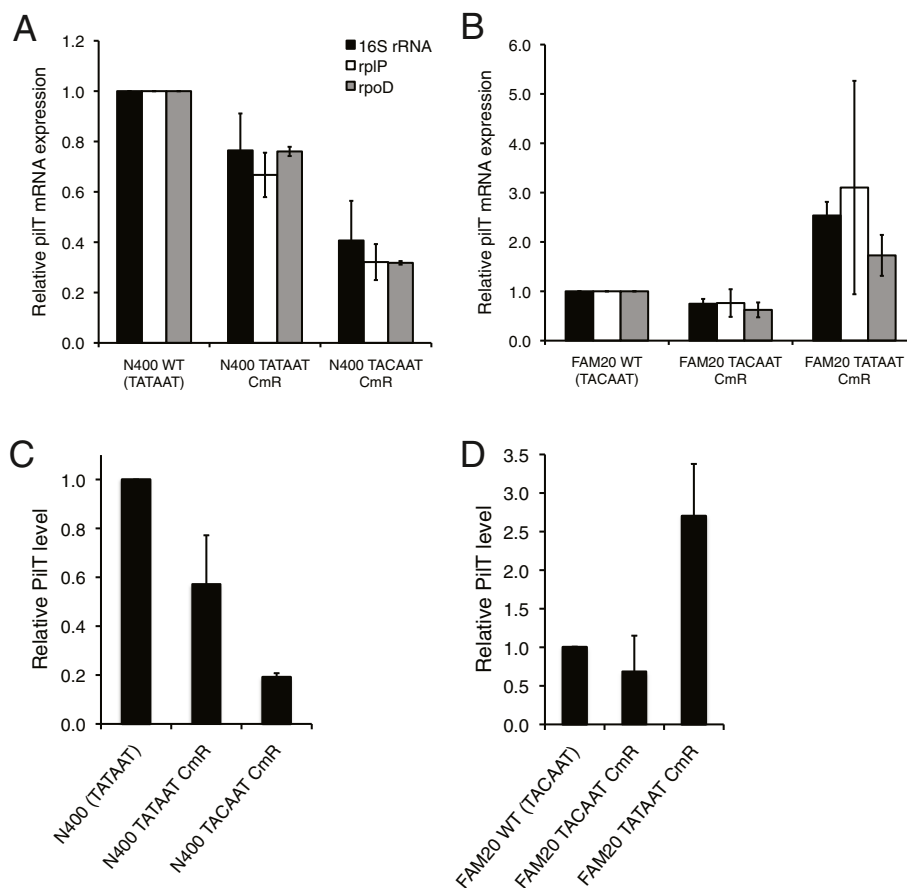 A
Relative pilT mRNA expression
1.2
1.0
0.8
0.6
0.4
0.2
0.0
16S rRNA
rplP
rpoD
N400 WT
(TATAAT)
N400 TATAAT
CmR
N400 TACAAT
CmR
B
Relative pilT mRNA expression
6.0
5.0
4.0
3.0
2.0
1.0
0.0
FAM20 WT
(TACAAT)
FAM20 TACAAT
CmR
FAM20 TATAAT
CmR
C
Relative PilT level
1.0
0.8
0.6
0.4
0.2
0.0
N400 (TATAAT)
N400 TATAAT CmR
N400 TACAAT CmR
D
Relative PilT level
3.5
3.0
2.5
2.0
1.5
1.0
0.5
0.0
FAM20 WT (TACAAT)
FAM20 TACAAT CmR
FAM20 TATAAT CmR